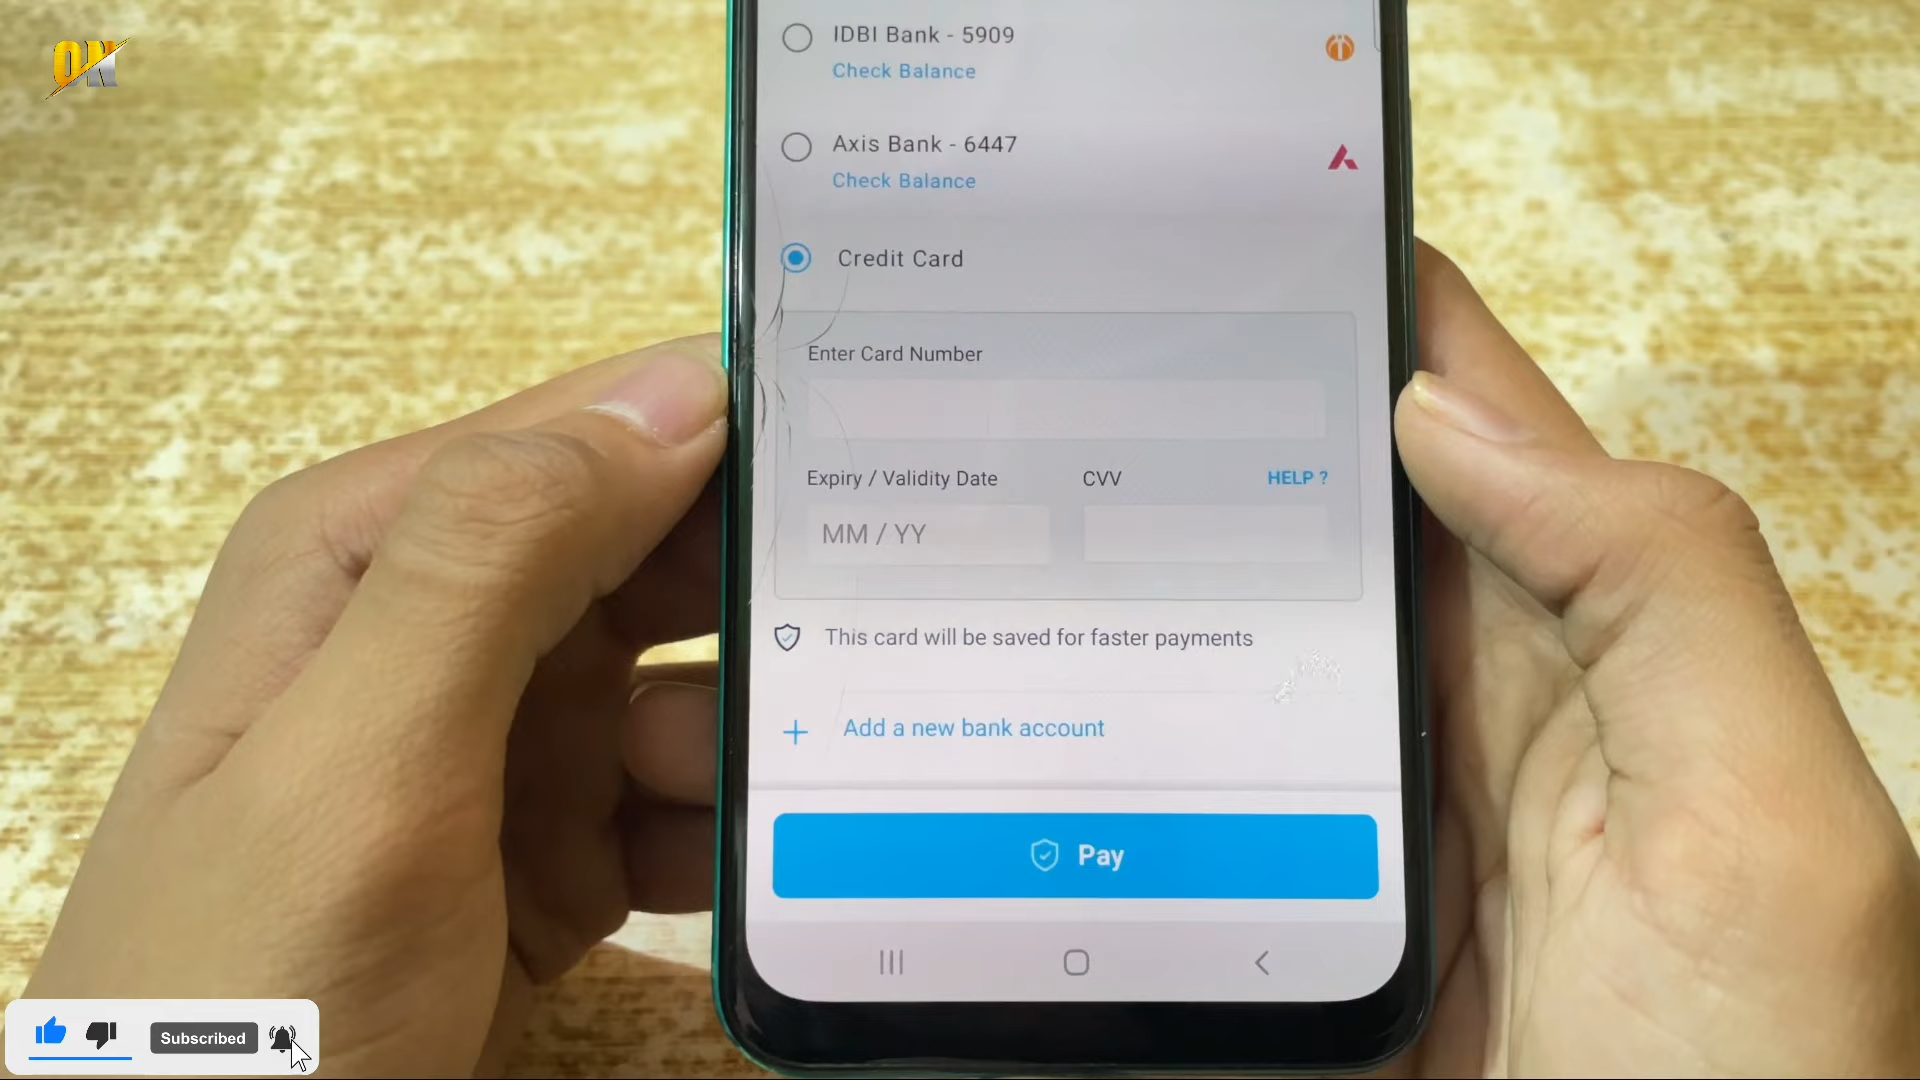 ON
IDBI Bank - 5909
Check Balance
Axis Bank - 6447
Check Balance
Credit Card
Enter Card Number
Expiry / Validity Date
CVV
HELP ?
MM / YY
This card will be saved for faster payments
+ Add a new bank account
Pay
Subscribed